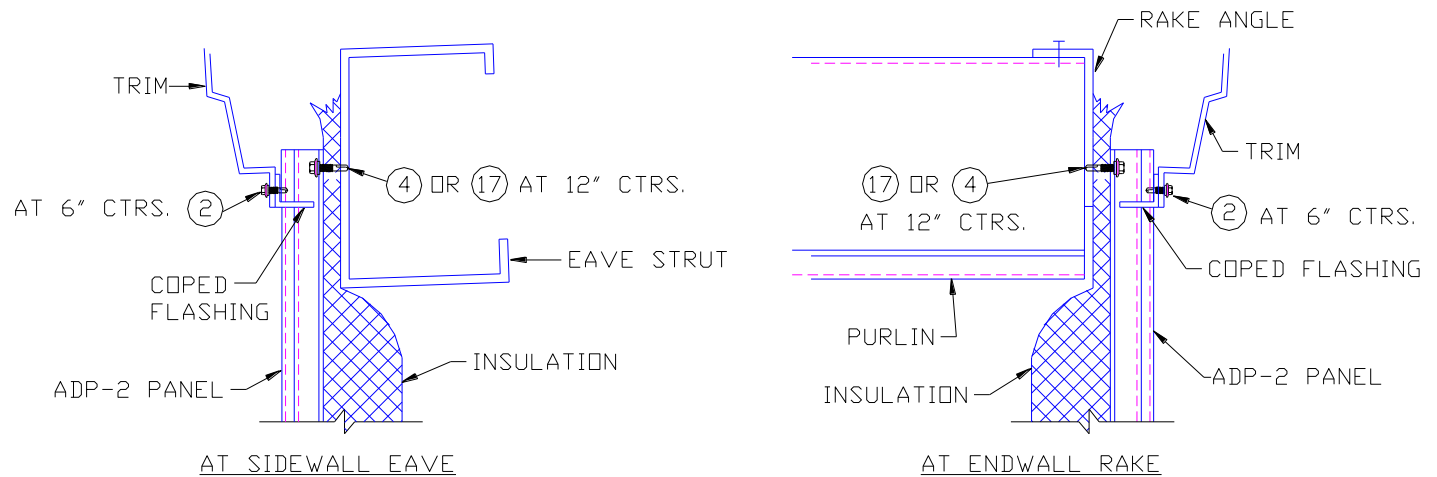 TRIM
4 OR 17 AT 12" CTRS.
AT 6" CTRS. 2
EAVE STRUT
COPED
FLASHING
INSULATION
ADP-2 PANEL
AT SIDEWALL EAVE
RAKE ANGLE
TRIM
17 OR 4
AT 12" CTRS.
2 AT 6" CTRS.
COPED FLASHING
PURLIN
INSULATION
ADP-2 PANEL
AT ENDWALL RAKE